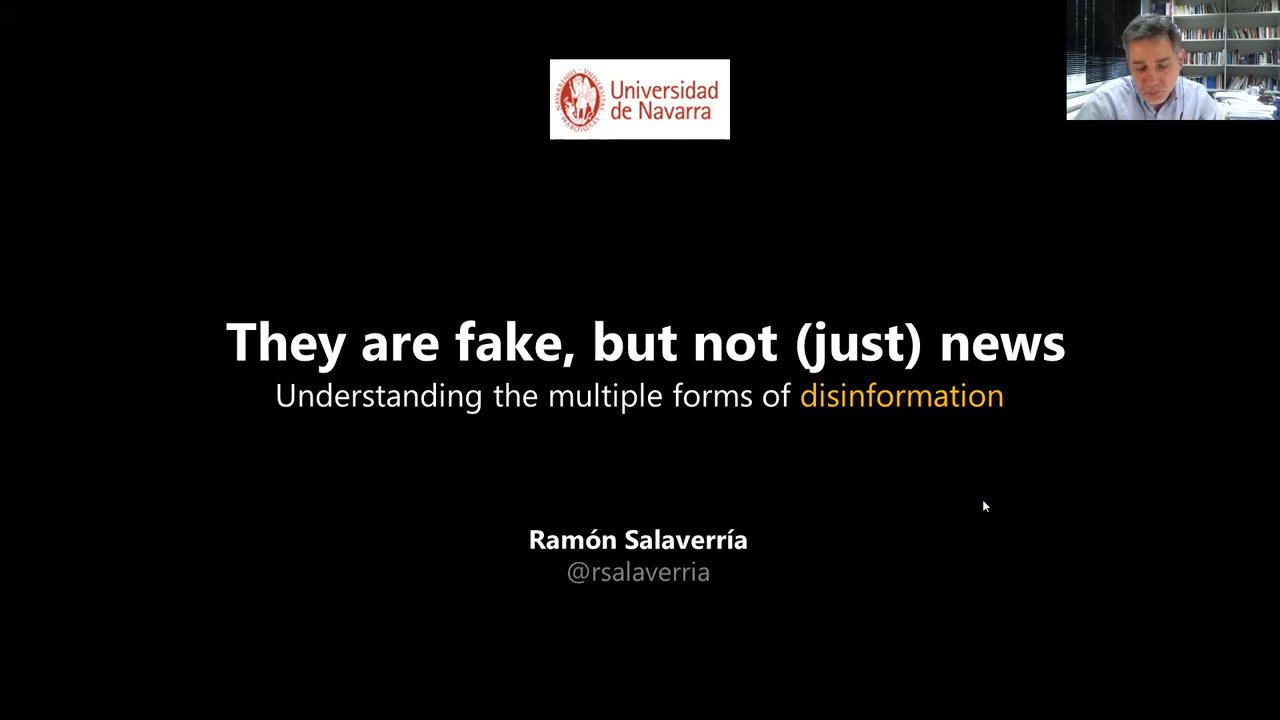 Universidad
de Navarra
They are fake, but not (just) news
Understanding the multiple forms of disinformation
Ramón Salaverría
@rsalaverria